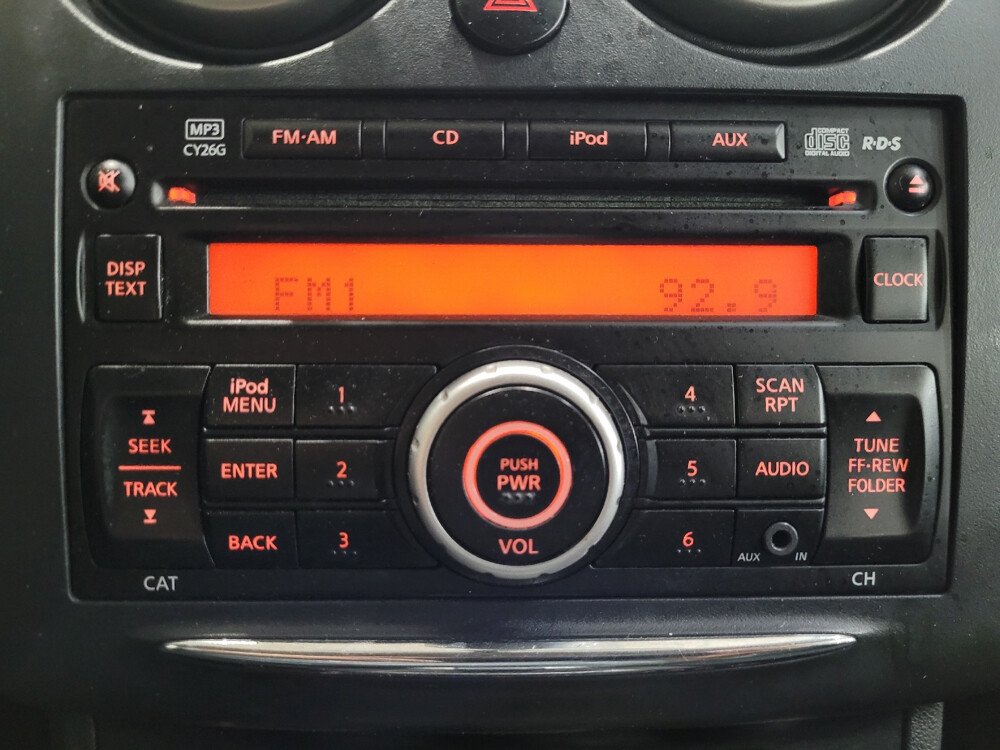 MP3
CY26G
FM·AM
CD
iPod
AUX
COMPACT
disc
DIGITAL AUDIO
R·D·S
DISP
TEXT
FM1
92.9
CLOCK
SEEK
TRACK
iPod
MENU
1
ENTER
2
BACK
3
PUSH
PWR
VOL
4
SCAN
RPT
5
AUDIO
6
AUX
IN
TUNE
FF·REW
FOLDER
CAT
CH